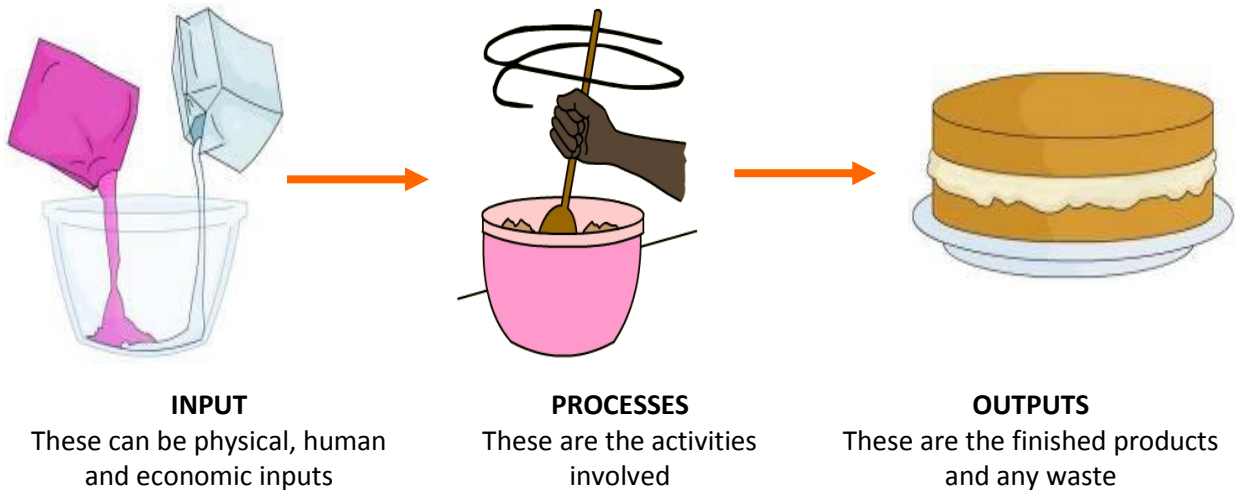 INPUT
These can be physical, human
and economic inputs
PROCESSES
These are the activities
involved
OUTPUTS
These are the finished products
and any waste